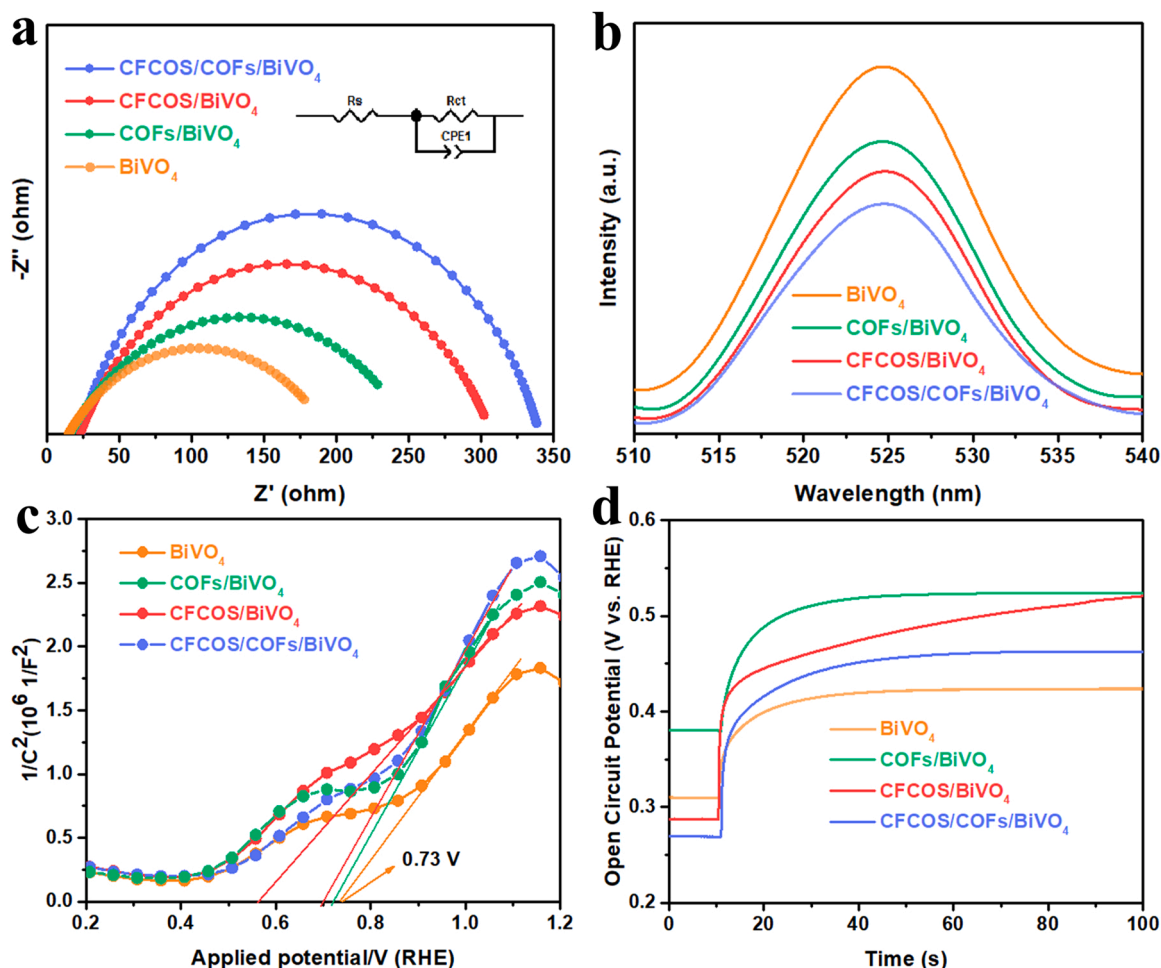 a
CFCOS/COFs/BiVO4
CFCOS/BiVO4
COFs/BiVO4
BiVO4
Rs
Rct
CPE1
-Z'' (ohm)
50 100 150 200 250 300 350
Z' (ohm)
b
Intensity (a.u.)
BiVO4
COFs/BiVO4
CFCOS/BiVO4
CFCOS/COFs/BiVO4
510 515 520 525 530 535 540
Wavelength (nm)
c
3.0
2.5
2.0
1.5
1.0
0.5
0.0
1/C^2(10^6 1/F^2)
BiVO4
COFs/BiVO4
CFCOS/BiVO4
CFCOS/COFs/BiVO4
0.73 V
0.2 0.4 0.6 0.8 1.0 1.2
Applied potential/V (RHE)
d
0.6
0.5
0.4
0.3
0.2
Open Circuit Potential (V vs. RHE)
BiVO4
COFs/BiVO4
CFCOS/BiVO4
CFCOS/COFs/BiVO4
0 20 40 60 80 100
Time (s)